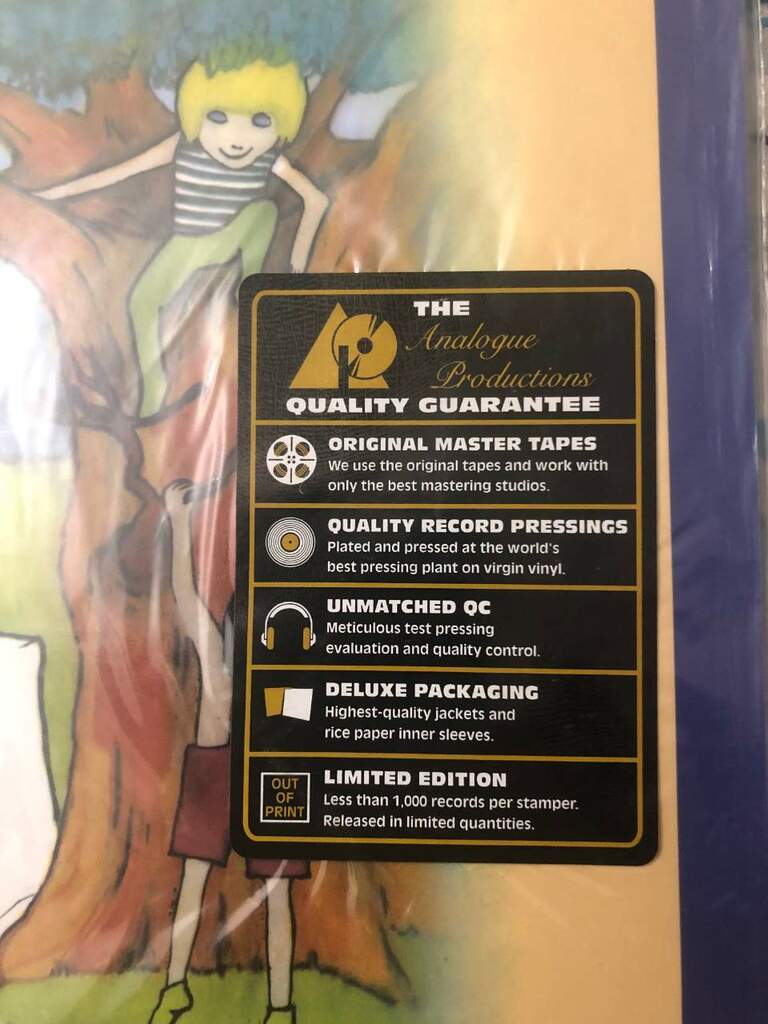 THE
Analogue
Productions
QUALITY GUARANTEE
ORIGINAL MASTER TAPES
We use the original tapes and work with
only the best mastering studios.
QUALITY RECORD PRESSINGS
Plated and pressed at the world's
best pressing plant on virgin vinyl.
UNMATCHED QC
Meticulous test pressing
evaluation and quality control.
DELUXE PACKAGING
Highest-quality jackets and
rice paper inner sleeves.
OUT
OF
PRINT
LIMITED EDITION
Less than 1,000 records per stamper.
Released in limited quantities.